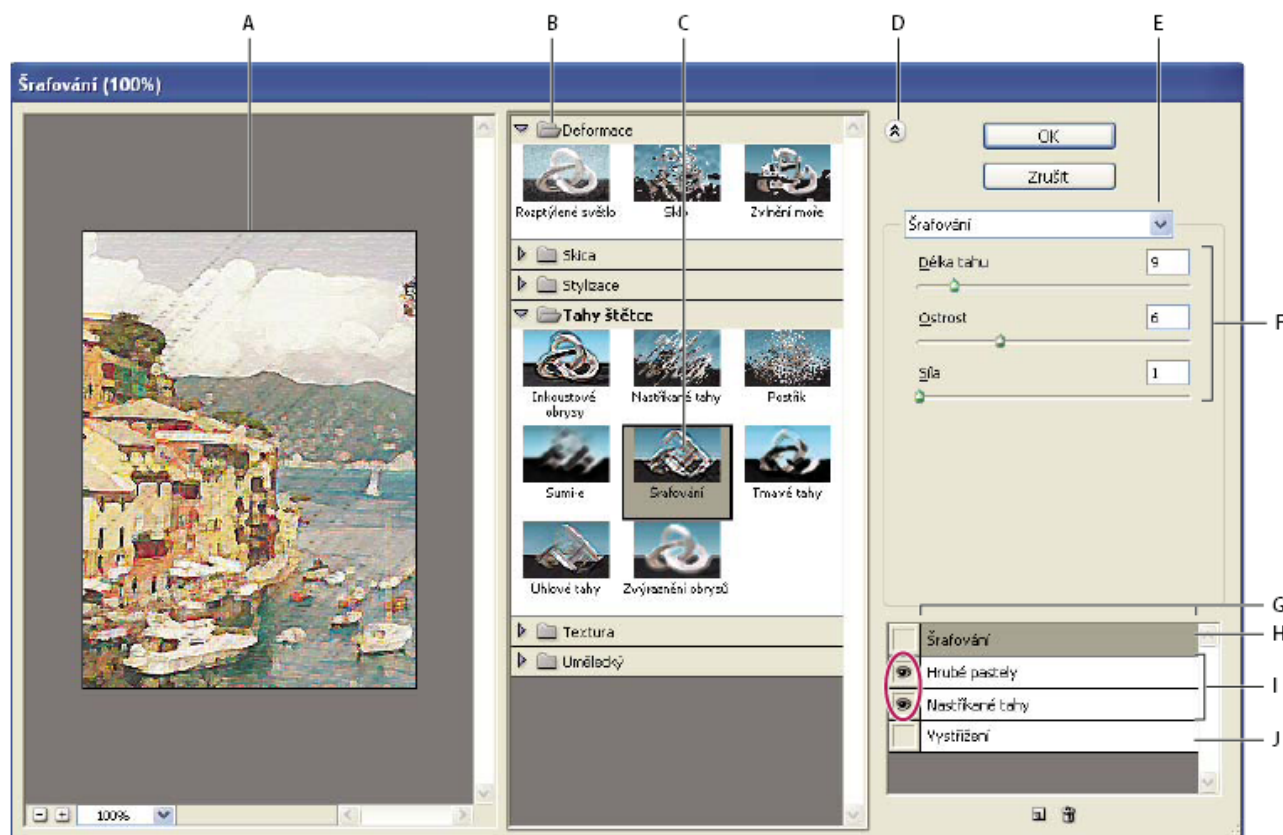 A B C D E
Šrafování (100%)
Deformace
Rozptýlené světlo Sklo Zvlnění moře
Skica
Stylizace
Tahy štětce
Inkoustové obrysy Nastříkané tahy Postřik
Sumi-e Šrafování Tmavé tahy
Úhlové tahy Zvýraznění obrysů
Textura
Umělecký
100%
OK
Zrušit
Šrafování
Délka tahu 9
Ostrost 6
Síla 1
F
G
Šrafování H
Hrubé pastely
I
Nastříkané tahy
Vystřižení J